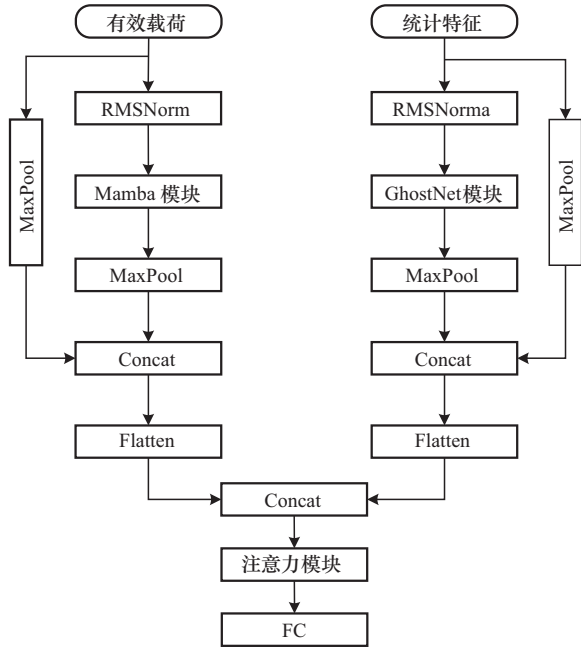 有效载荷
统计特征
RMSNorm
RMSNorma
MaxPool
Mamba 模块
GhostNet模块
MaxPool
MaxPool
MaxPool
Concat
Concat
Flatten
Flatten
Concat
注意力模块
FC